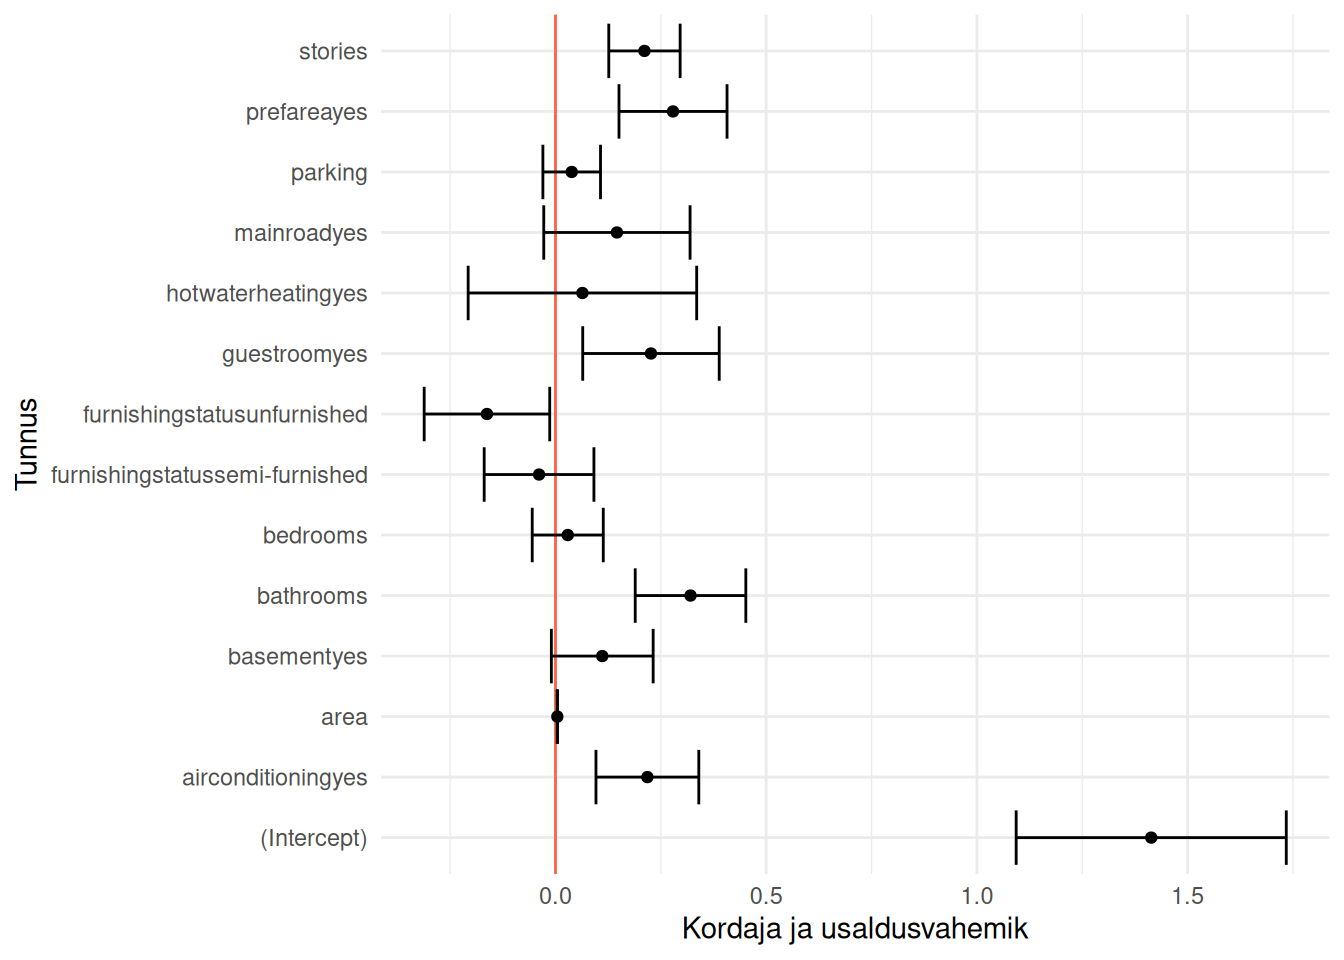 stories
prefareayes
parking
mainroadyes
hotwaterheatingyes
guestroomyes
furnishingstatusunfurnished
furnishingstatussemi-furnished
bedrooms
bathrooms
basementyes
area
airconditioningyes
(Intercept)
Tunnus
0.0 0.5 1.0 1.5
Kordaja ja usaldusvahemik